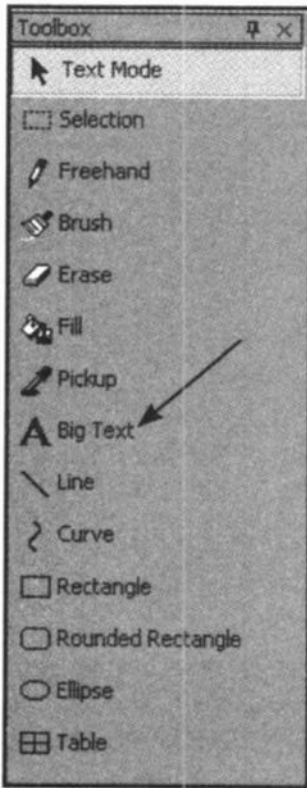 Toolbox
Text Mode
Selection
Freehand
Brush
Erase
Fill
Pickup
Big Text
Line
Curve
Rectangle
Rounded Rectangle
Ellipse
Table